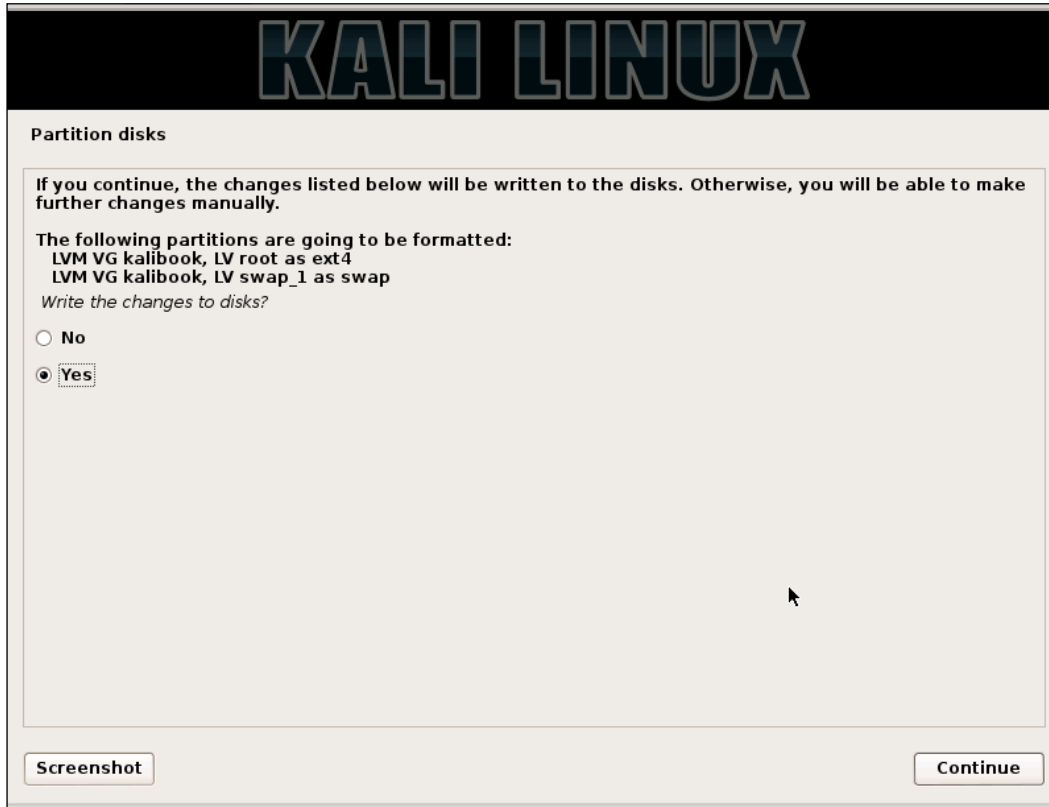 KALI LINUX
Partition disks
If you continue, the changes listed below will be written to the disks. Otherwise, you will be able to make
further changes manually.
The following partitions are going to be formatted:
LVM VG kalibook, LV root as ext4
LVM VG kalibook, LV swap_1 as swap
Write the changes to disks?
No
Yes
Screenshot
Continue